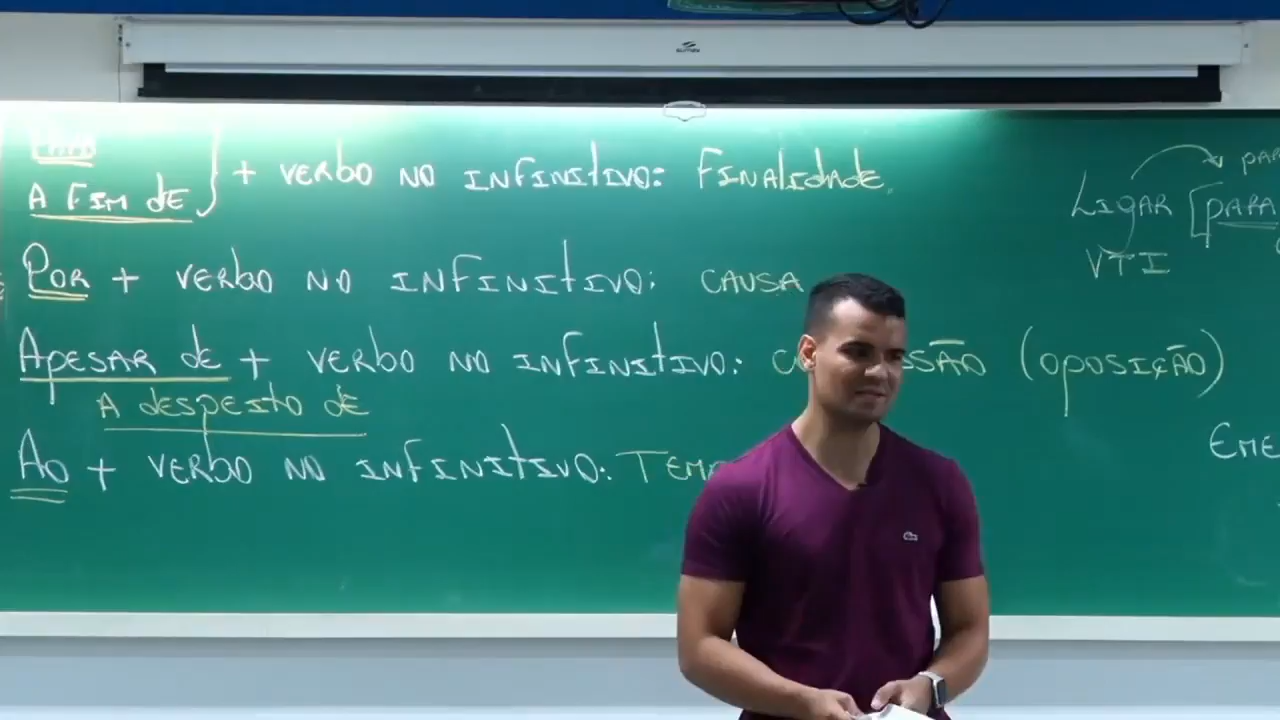 A FIM DE } + VERBO NO INFINITIVO: FINALIDADE.
POR + VERBO NO INFINITIVO: CAUSA
APESAR DE + VERBO NO INFINITIVO: (OPOSIÇÃO)
A DESPEITO DE
AO + VERBO NO INFINITIVO:
LIGAR [PARA
VTI